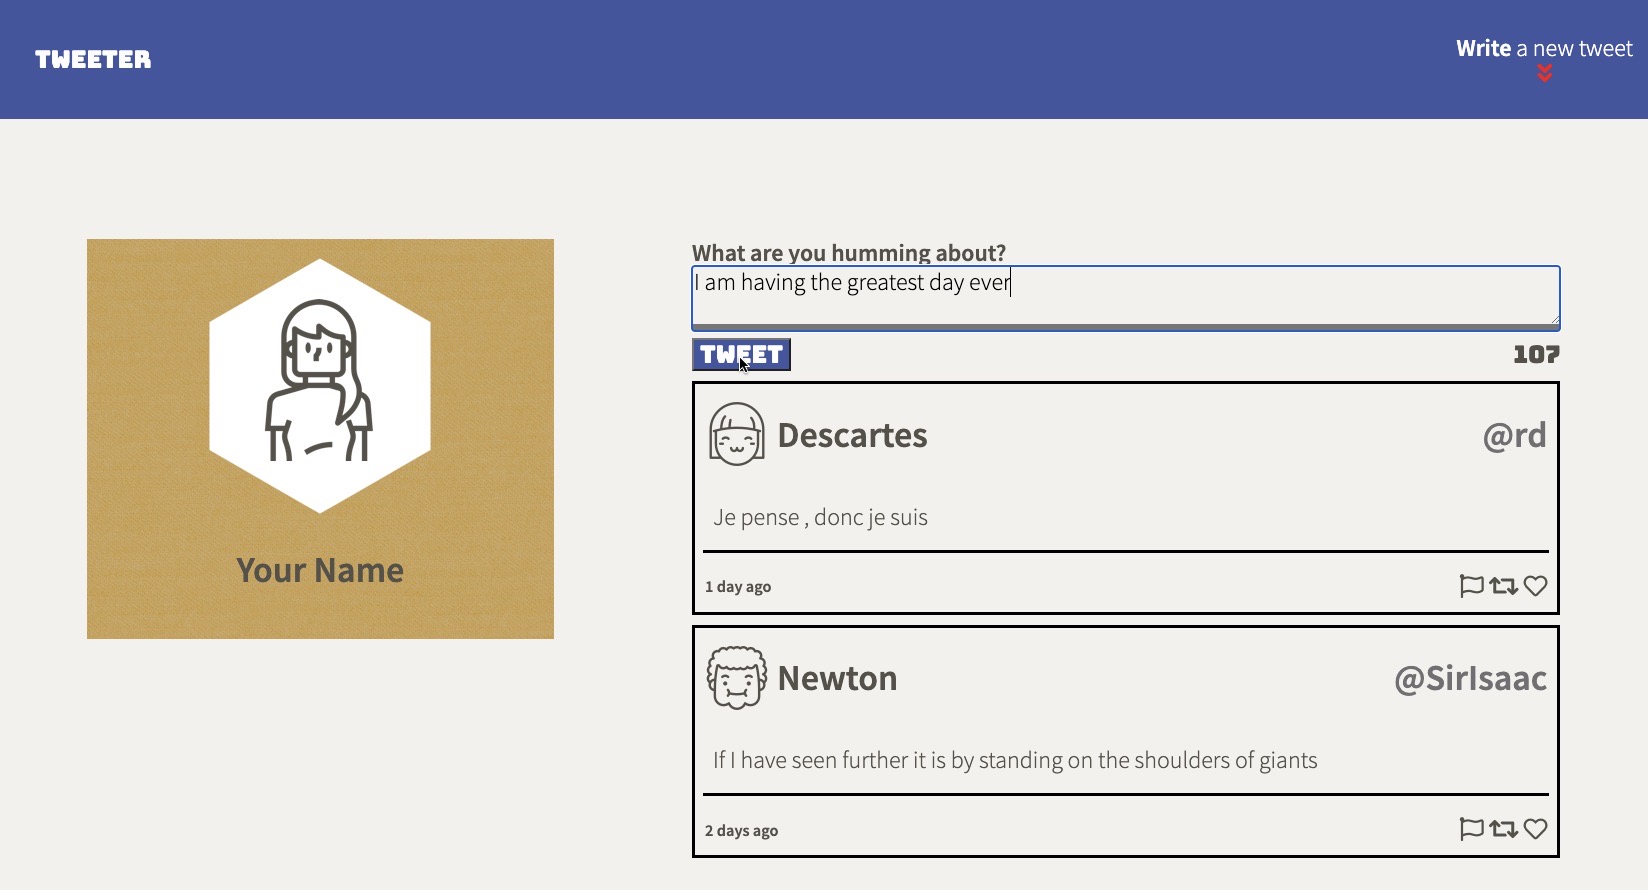 TWEETER
Write a new tweet
Your Name
What are you humming about?
I am having the greatest day ever
TWEET
107
Descartes
@rd
Je pense , donc je suis
1 day ago
Newton
@SirIsaac
If I have seen further it is by standing on the shoulders of giants
2 days ago